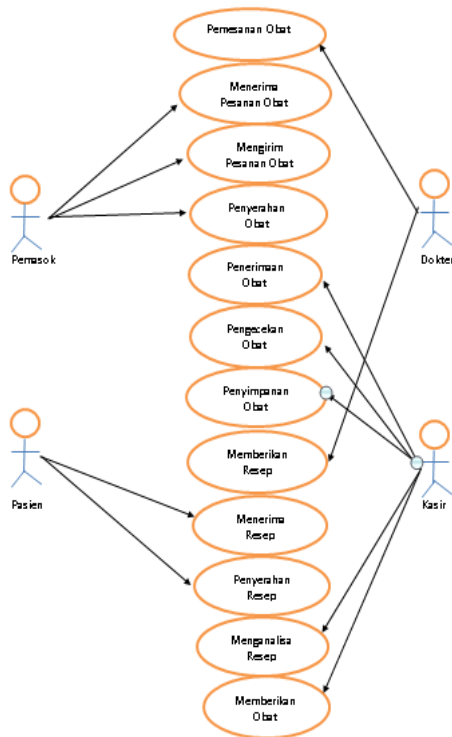 Pemesanan Obat
Menerima
Pesanan Obat
Mengirim
Pesanan Obat
Penyerahan
Obat
Pemasok
Dokter
Penerimaan
Obat
Pengecekan
Obat
Penyimpanan
Obat
Memberikan
Resep
Pasien
Kasir
Menerima
Resep
Penyerahan
Resep
Menganalisa
Resep
Memberikan
Obat